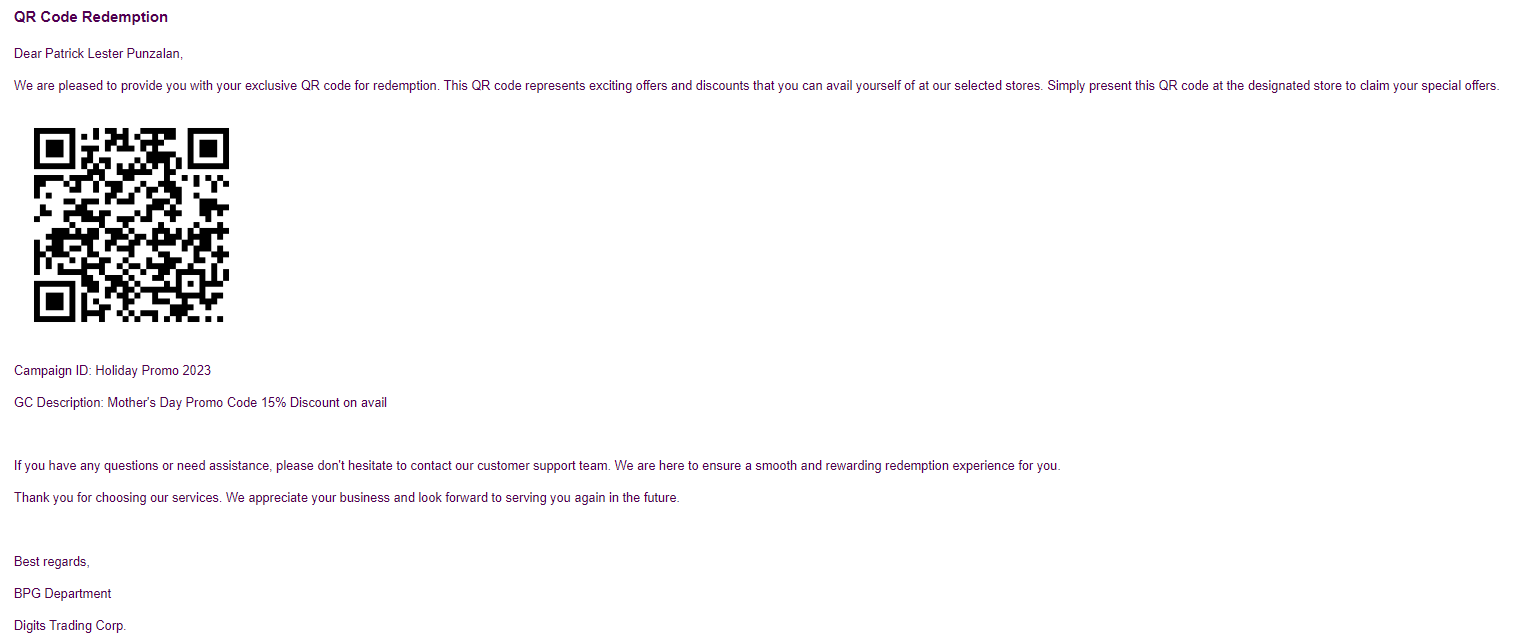 QR Code Redemption
Dear Patrick Lester Punzalan,
We are pleased to provide you with your exclusive QR code for redemption. This QR code represents exciting offers and discounts that you can avail yourself of at our selected stores. Simply present this QR code at the designated store to claim your special offers.
Campaign ID: Holiday Promo 2023
GC Description: Mother's Day Promo Code 15% Discount on avail
If you have any questions or need assistance, please don't hesitate to contact our customer support team. We are here to ensure a smooth and rewarding redemption experience for you.
Thank you for choosing our services. We appreciate your business and look forward to serving you again in the future.
Best regards,
BPG Department
Digits Trading Corp.